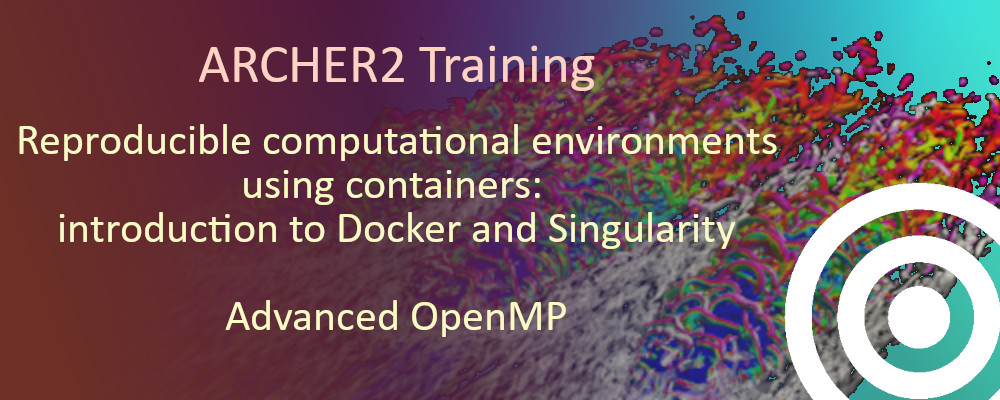 ARCHER2 Training
Reproducible computational environments
using containers:
introduction to Docker and Singularity
Advanced OpenMP